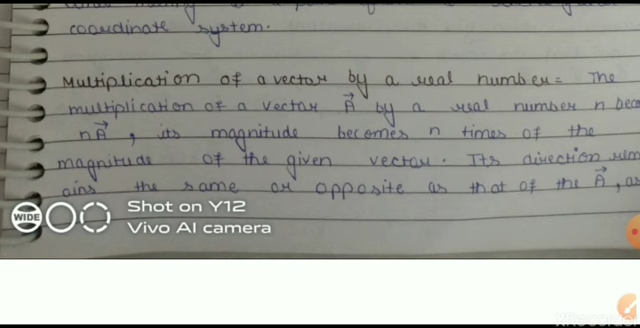 coordinate system.
Multiplication of a vector by a real number = The
multiplication of a vector A⃗ by a real number n beco
nA⃗, its magnitude becomes n times of the
magnitude of the given vector. Its direction rem
ains the same or opposite as that of the A⃗, as
WIDE
Shot on Y12
Vivo AI camera